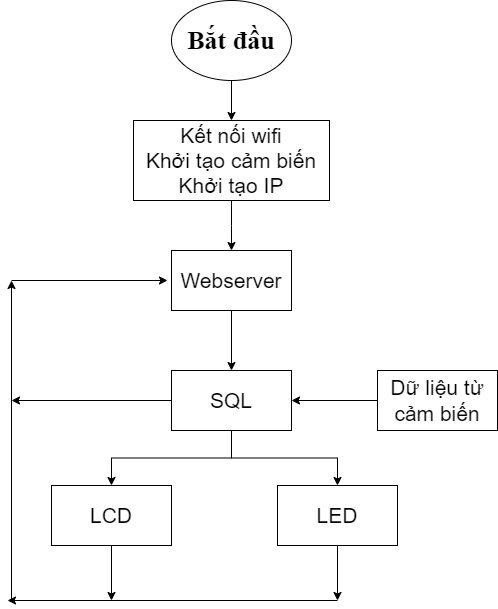 Bắt đầu
Kết nối wifi
Khởi tạo cảm biến
Khởi tạo IP
Webserver
SQL
Dữ liệu từ
cảm biến
LCD
LED